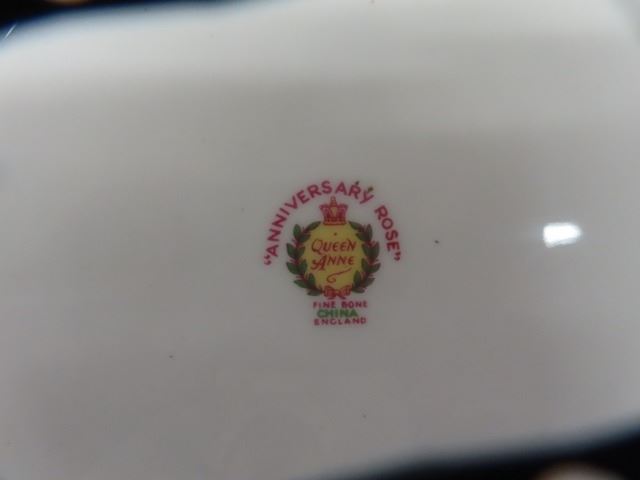 "ANNIVERSARY ROSE"
QUEEN
ANNE
FINE BONE
CHINA
ENGLAND